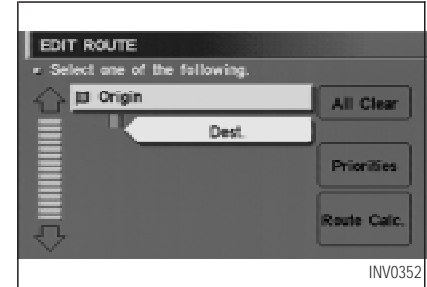 EDIT ROUTE
Select one of the following.
Origin
All Clear
Dest.
Priorities
Route Calc.
INV0352